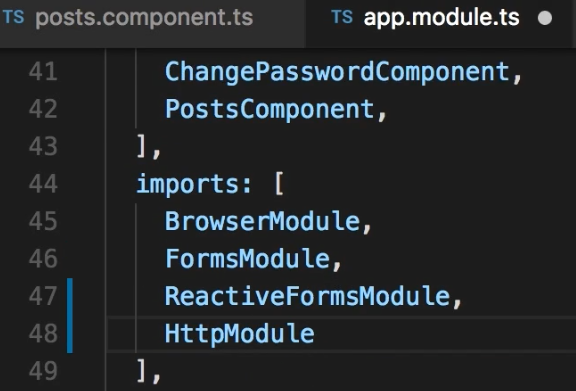 TS posts.component.ts TS app.module.ts
41 ChangePasswordComponent,
42 PostsComponent,
43 ],
44 imports: [
45 BrowserModule,
46 FormsModule,
47 ReactiveFormsModule,
48 HttpModule
49 ],